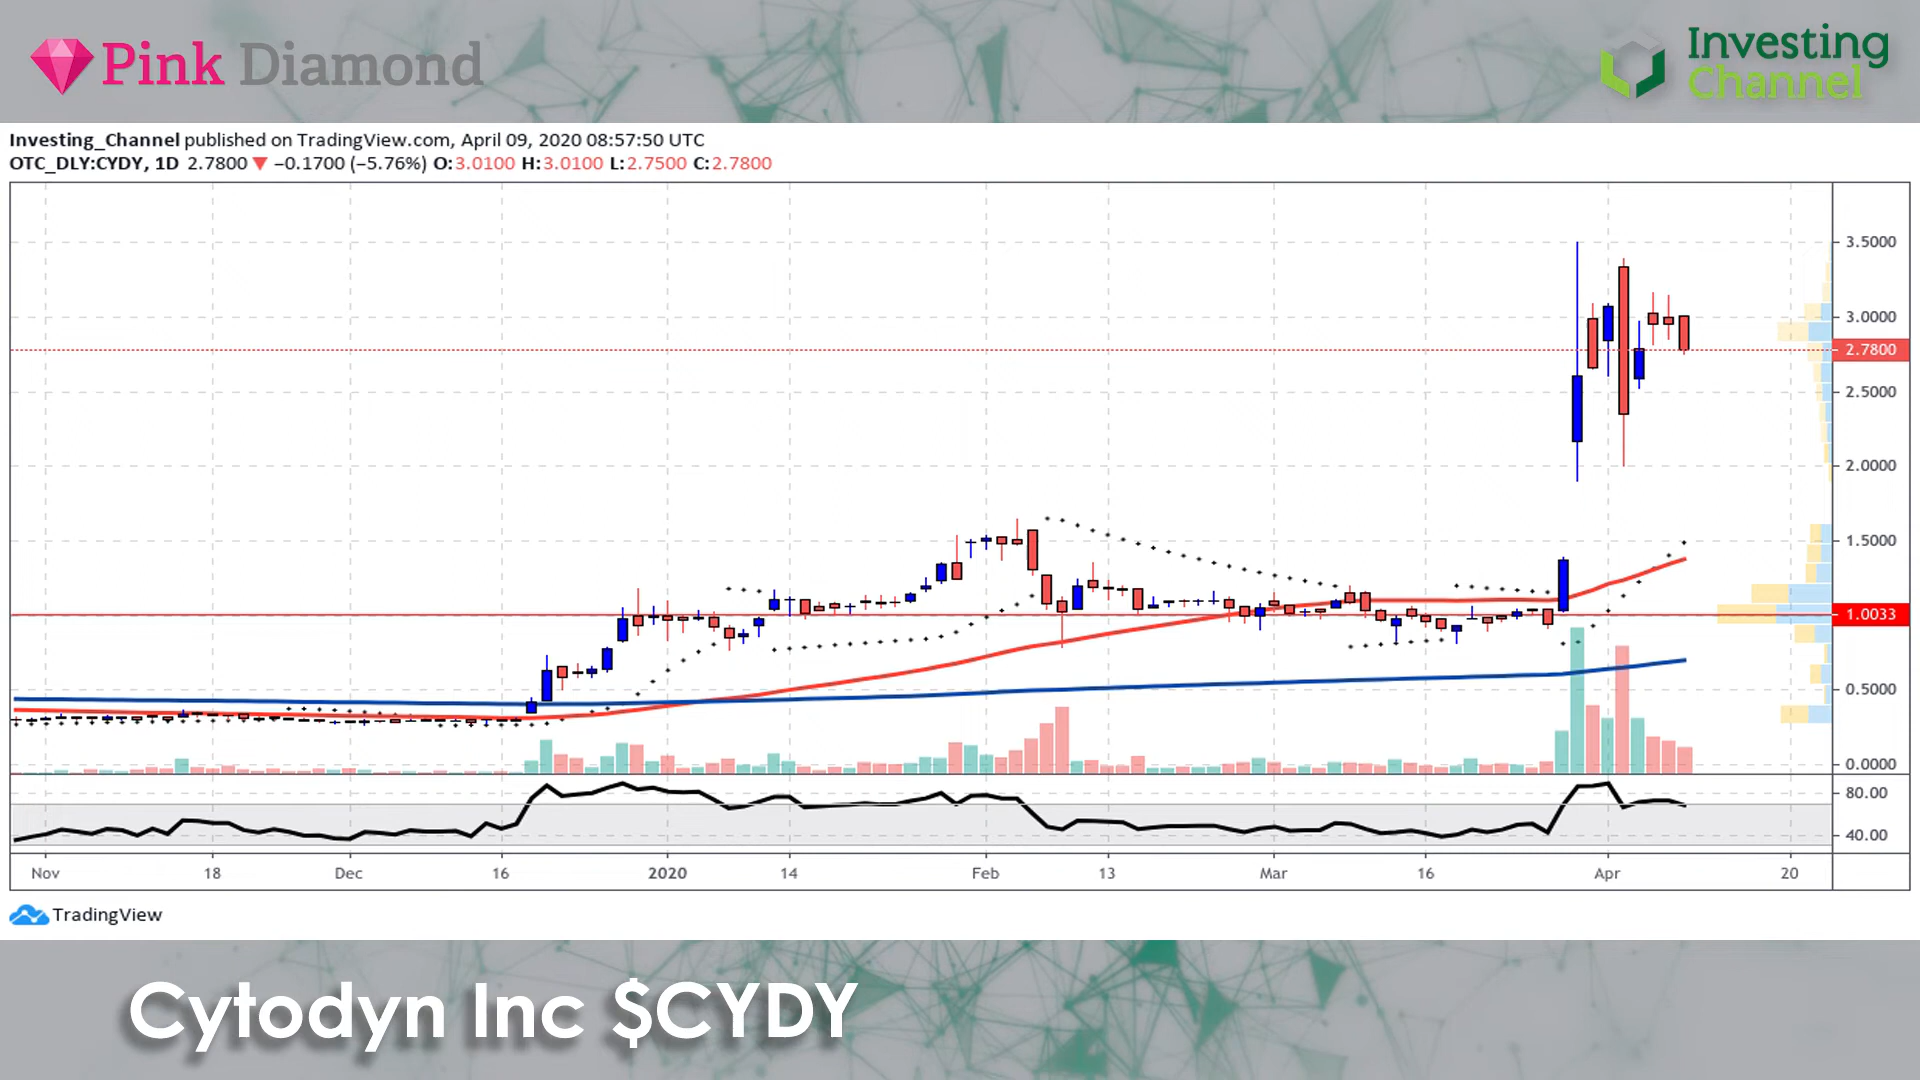 Pink Diamond
Investing
Channel
Investing_Channel published on TradingView.com, April 09, 2020 08:57:50 UTC
OTC_DLY:CYDY, 1D 2.7800 ▼ −0.1700 (−5.76%) O:3.0100 H:3.0100 L:2.7500 C:2.7800
3.5000
3.0000
2.7800
2.5000
2.0000
1.5000
1.0033
0.5000
0.0000
80.00
40.00
Nov 18 Dec 16 2020 14 Feb 13 Mar 16 Apr 20
TradingView
Cytodyn Inc $CYDY